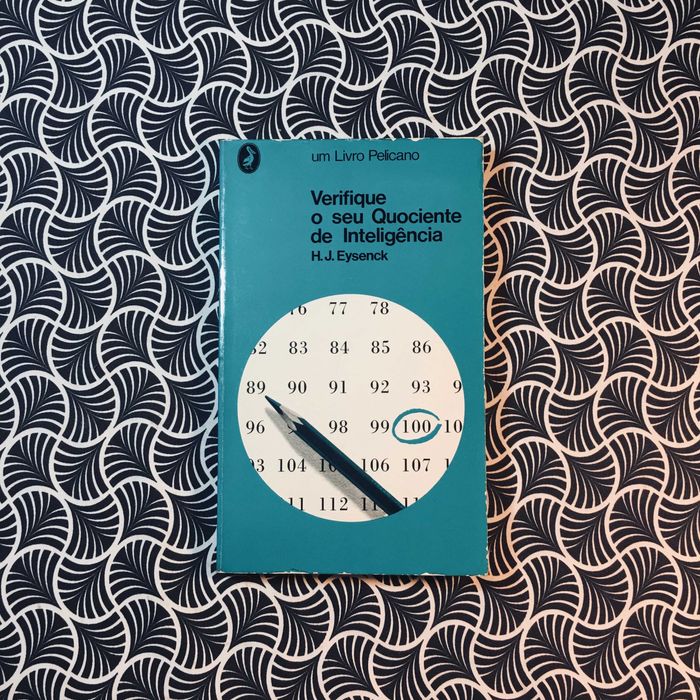 um Livro Pelicano
Verifique
o seu Quociente
de Inteligência
H. J. Eysenck
77 78
83 84 85 86
89 90 91 92 93
96 98 99 100
104 106 107
112